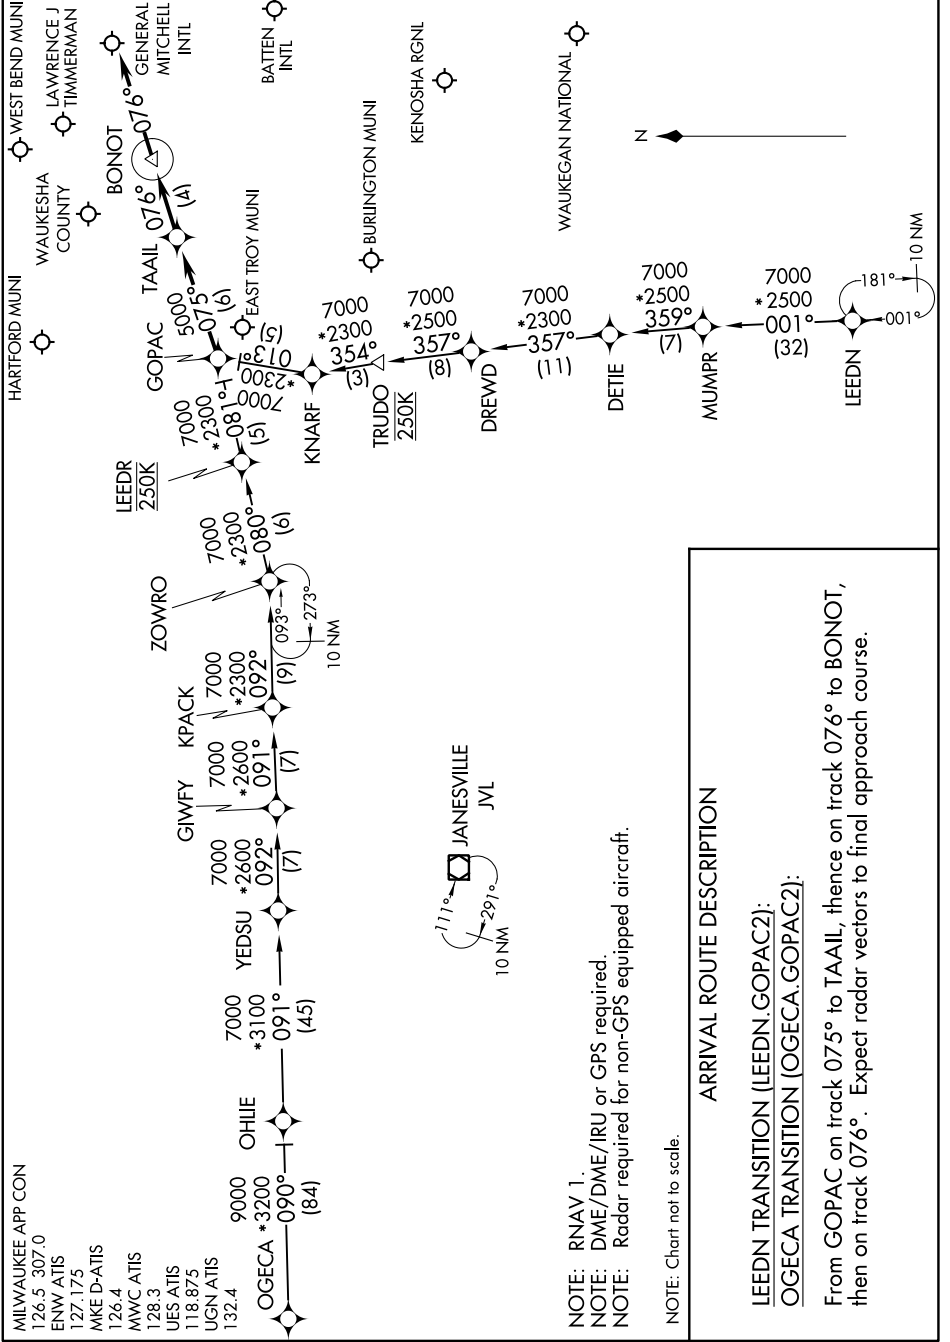 MILWAUKEE APP CON
126.5 307.0
ENW ATIS
127.175
MKE D-ATIS
126.4
MWC ATIS
128.3
UES ATIS
118.875
UGN ATIS
132.4
HARTFORD MUNI
WAUKESHA
COUNTY
WEST BEND MUNI
LAWRENCE J
TIMMERMAN
GENERAL
MITCHELL
INTL
BATTEN
INTL
KENOSHA RGNL
WAUKEGAN NATIONAL
BURLINGTON MUNI
EAST TROY MUNI
OGECA
9000
*3200
090°
(84)
OHLIE
7000
*3100
091°
(45)
YEDSU
7000
*2600
092°
(7)
GIWFY
7000
*2600
091°
(7)
KPACK
7000
*2300
092°
(9)
ZOWRO
093°
273°
10 NM
7000
*2300
080°
(6)
LEEDR
250K
7000
*2300
081°
(5)
GOPAC
5000
075°
(6)
TAAIL
076°
(4)
BONOT
076°
7000
*2300
013°
(5)
KNARF
7000
*2300
354°
(3)
TRUDO
250K
7000
*2500
357°
(8)
DREWD
7000
*2300
357°
(11)
DETIE
7000
*2500
359°
(7)
MUMPR
7000
*2500
001°
(32)
LEEDN
181°
001°
10 NM
N
JANESVILLE
JVL
111°
291°
10 NM
NOTE: RNAV 1.
NOTE: DME/DME/IRU or GPS required.
NOTE: Radar required for non-GPS equipped aircraft.
NOTE: Chart not to scale.
ARRIVAL ROUTE DESCRIPTION
LEEDN TRANSITION (LEEDN.GOPAC2):
OGECA TRANSITION (OGECA.GOPAC2):
From GOPAC on track 075° to TAAIL, thence on track 076° to BONOT,
then on track 076°. Expect radar vectors to final approach course.